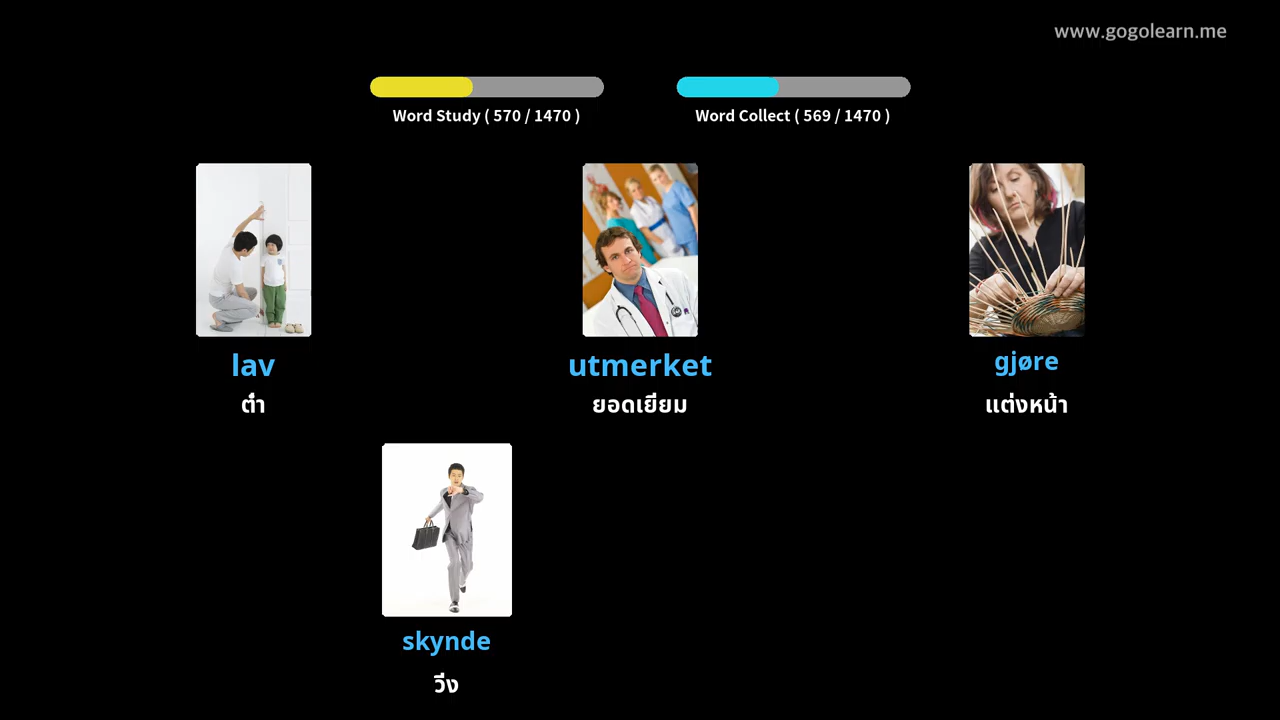 www.gogolearn.me
Word Study ( 570 / 1470 )
Word Collect ( 569 / 1470 )
lav
utmerket
gjøre
ต่ำ
ยอดเยี่ยม
แต่งหน้า
skynde
วิ่ง